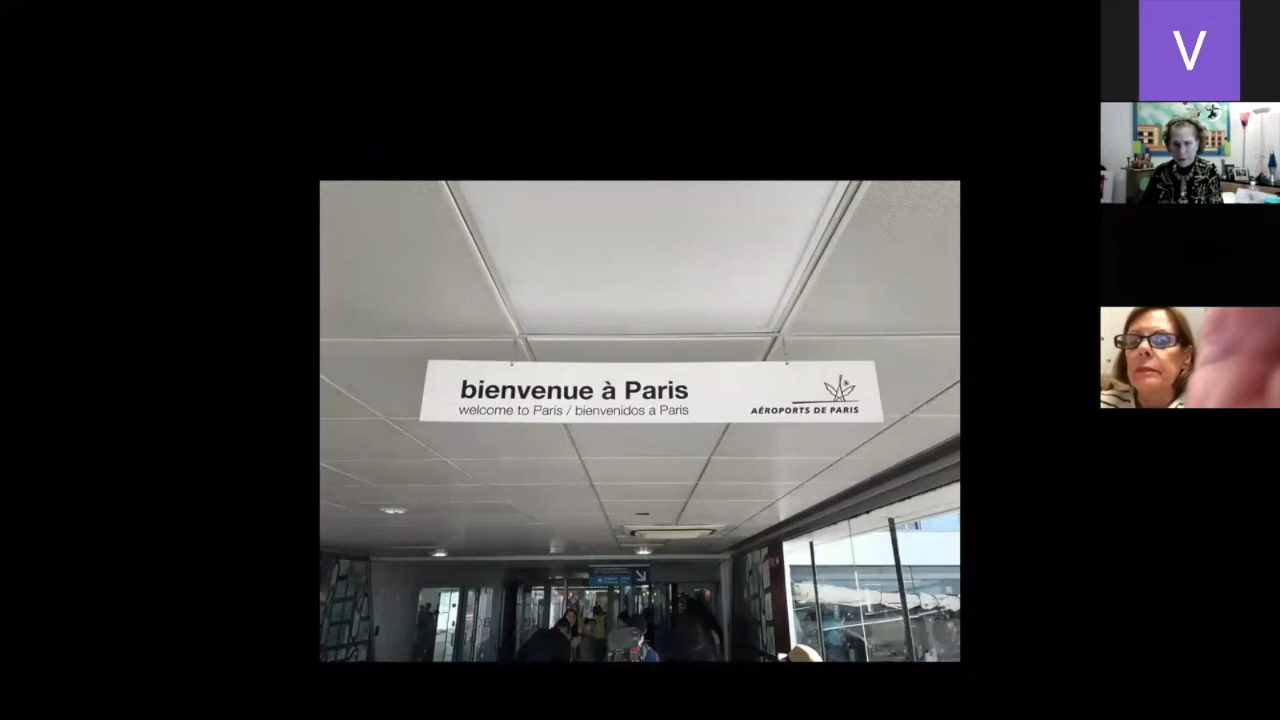 V
bienvenue à Paris
welcome to Paris / bienvenidos a Paris
AÉROPORTS DE PARIS